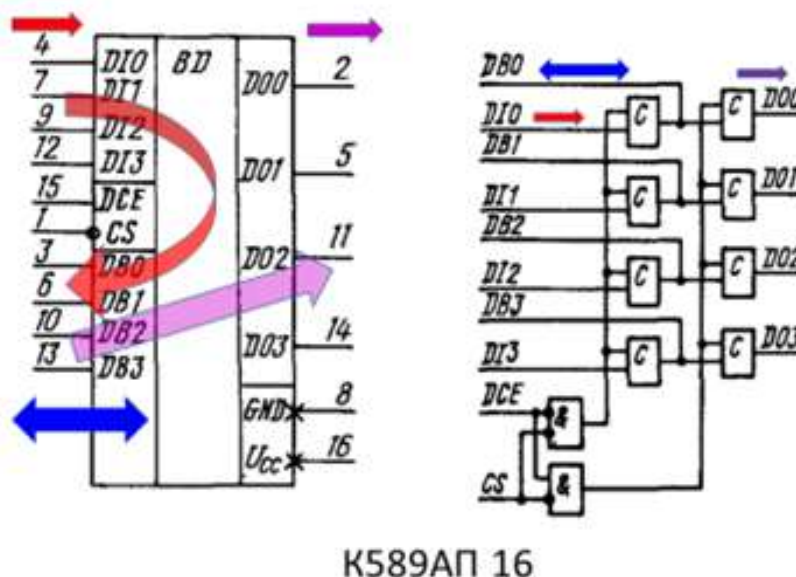 4 DI0 BD DO0 2
7 DI1
9 DI2
12 DI3 DO1 5
15 DCE
1 CS
3 DB0 DO2 11
6 DB1
10 DB2
13 DB3 DO3 14
GND 8
Ucc 16
DB0
DI0 C C DO0
DB1
DI1 C C DO1
DB2
DI2 C C DO2
DB3
DI3 C C DO3
DCE &
CS &
К589АП 16